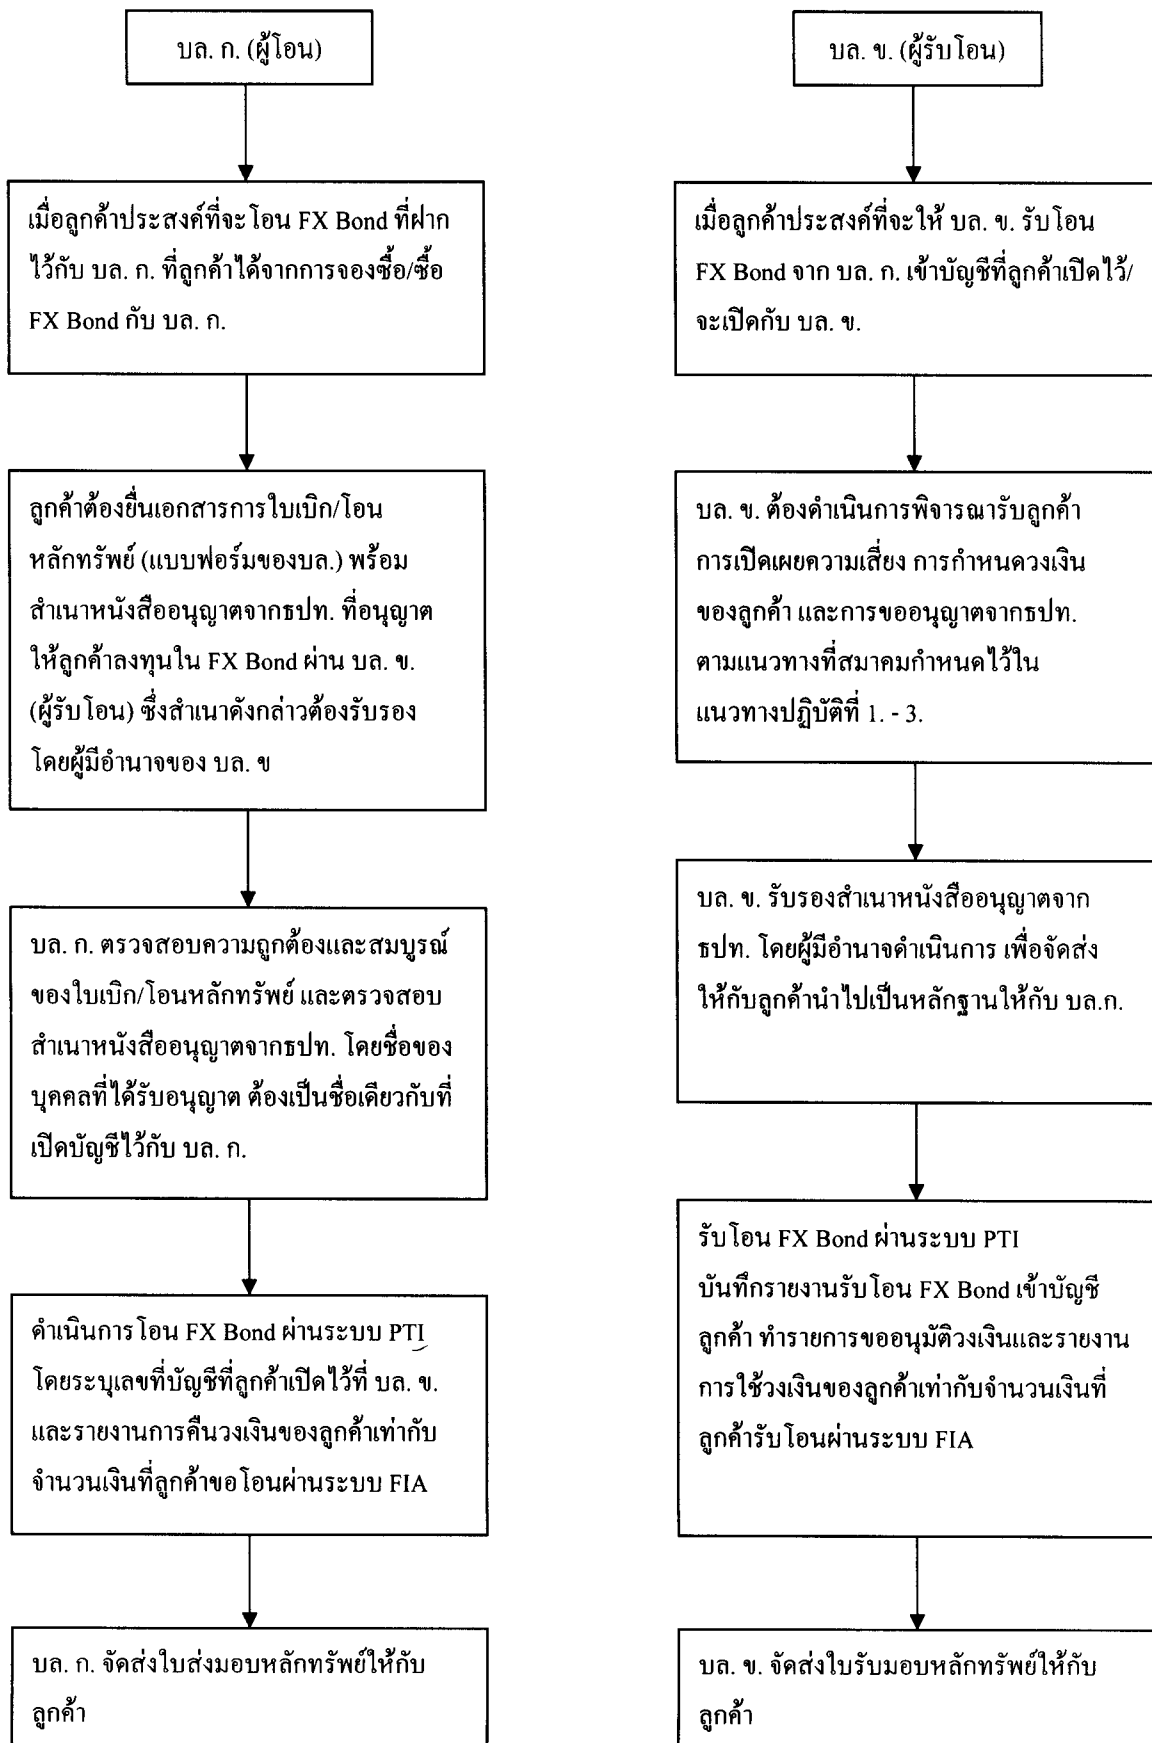 บล. ก. (ผู้โอน)
เมื่อลูกค้าประสงค์ที่จะโอน FX Bond ที่ฝาก
ไว้กับ บล. ก. ที่ลูกค้าได้จากการจองซื้อ/ซื้อ
FX Bond กับ บล. ก.
ลูกค้าต้องยื่นเอกสารการใบเบิก/โอน
หลักทรัพย์ (แบบฟอร์มของบล.) พร้อม
สำเนาหนังสืออนุญาตจากธปท. ที่อนุญาต
ให้ลูกค้าลงทุนใน FX Bond ผ่าน บล. ข.
(ผู้รับโอน) ซึ่งสำเนาดังกล่าวต้องรับรอง
โดยผู้มีอำนาจของ บล. ข
บล. ก. ตรวจสอบความถูกต้องและสมบูรณ์
ของใบเบิก/โอนหลักทรัพย์ และตรวจสอบ
สำเนาหนังสืออนุญาตจากธปท. โดยชื่อของ
บุคคลที่ได้รับอนุญาต ต้องเป็นชื่อเดียวกับที่
เปิดบัญชีไว้กับ บล. ก.
ดำเนินการโอน FX Bond ผ่านระบบ PTI
โดยระบุเลขที่บัญชีที่ลูกค้าเปิดไว้ที่ บล. ข.
และรายงานการคืนวงเงินของลูกค้าเท่ากับ
จำนวนเงินที่ลูกค้าขอโอนผ่านระบบ FIA
บล. ก. จัดส่งใบส่งมอบหลักทรัพย์ให้กับ
ลูกค้า
บล. ข. (ผู้รับโอน)
เมื่อลูกค้าประสงค์ที่จะให้ บล. ข. รับโอน
FX Bond จาก บล. ก. เข้าบัญชีที่ลูกค้าเปิดไว้/
จะเปิดกับ บล. ข.
บล. ข. ต้องดำเนินการพิจารณารับลูกค้า
การเปิดเผยความเสี่ยง การกำหนดวงเงิน
ของลูกค้า และการขออนุญาตจากธปท.
ตามแนวทางที่สมาคมกำหนดไว้ใน
แนวทางปฏิบัติที่ 1. - 3.
บล. ข. รับรองสำเนาหนังสืออนุญาตจาก
ธปท. โดยผู้มีอำนาจดำเนินการ เพื่อจัดส่ง
ให้กับลูกค้านำไปเป็นหลักฐานให้กับ บล.ก.
รับโอน FX Bond ผ่านระบบ PTI
บันทึกรายงานรับโอน FX Bond เข้าบัญชี
ลูกค้า ทำรายการขออนุมัติวงเงินและรายงาน
การใช้วงเงินของลูกค้าเท่ากับจำนวนเงินที่
ลูกค้ารับโอนผ่านระบบ FIA
บล. ข. จัดส่งใบรับมอบหลักทรัพย์ให้กับ
ลูกค้า